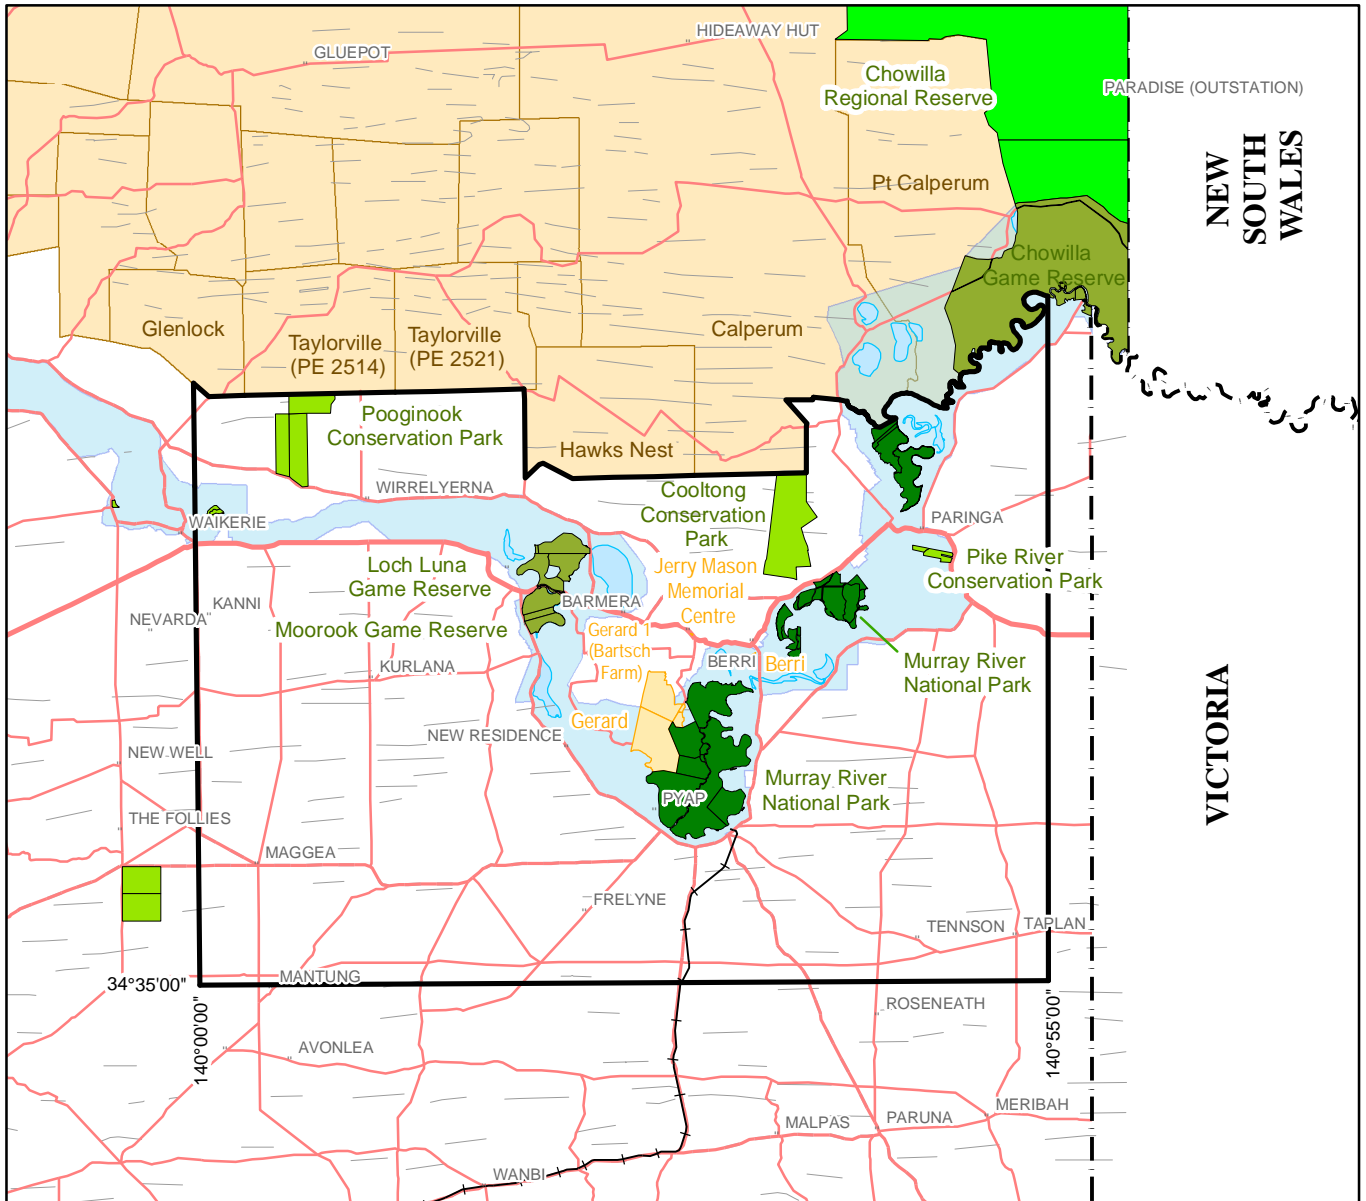 HIDEAWAY HUT
GLUEPOT
Chowilla
Regional Reserve
PARADISE (OUTSTATION)
NEW
SOUTH
WALES
Pt Calperum
Chowilla
Game Reserve
Glenlock
Taylorville
(PE 2514)
Taylorville
(PE 2521)
Calperum
Pooginook
Conservation Park
Hawks Nest
WIRRELYERNA
Cooltong
Conservation
Park
WAIKERIE
PARINGA
Loch Luna
Game Reserve
Jerry Mason
Memorial
Centre
Pike River
Conservation Park
KANNI
NEVARDA
BARMERA
Moorook Game Reserve
Gerard 1
(Bartsch
Farm)
KURLANA
BERRI
Berri
Murray River
National Park
Gerard
NEW RESIDENCE
NEW WELL
Murray River
National Park
PYAP
VICTORIA
THE FOLLIES
MAGGEA
FRELYNE
TENNSON
TAPLAN
MANTUNG
34°35'00"
140°00'00"
140°55'00"
ROSENEATH
AVONLEA
MERIBAH
PARUNA
MALPAS
WANBI